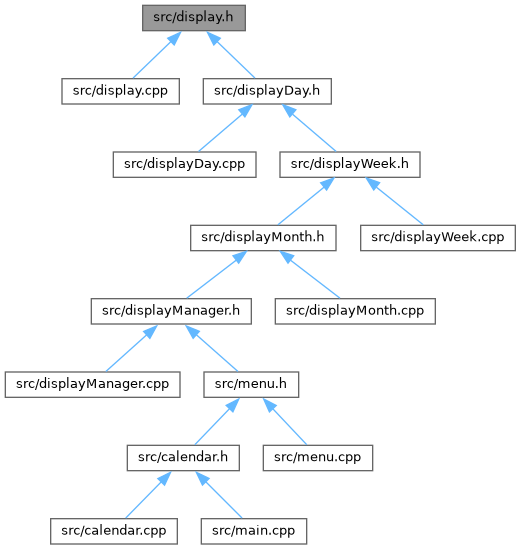 src/display.h
src/display.cpp
src/displayDay.h
src/displayDay.cpp
src/displayWeek.h
src/displayMonth.h
src/displayWeek.cpp
src/displayManager.h
src/displayMonth.cpp
src/displayManager.cpp
src/menu.h
src/calendar.h
src/menu.cpp
src/calendar.cpp
src/main.cpp